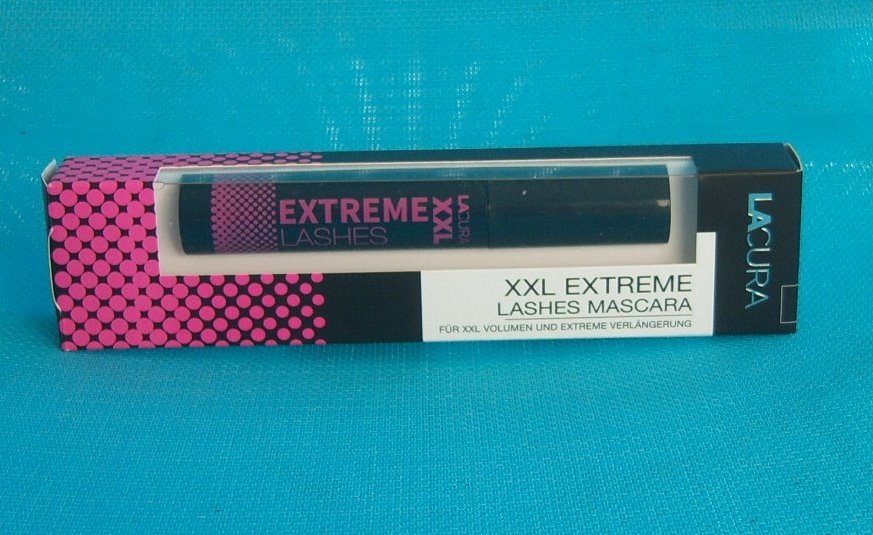 EXTREME
LASHES
XXL
LACURA
LACURA
XXL EXTREME
LASHES MASCARA
FÜR XXL VOLUMEN UND EXTREME VERLÄNGERUNG